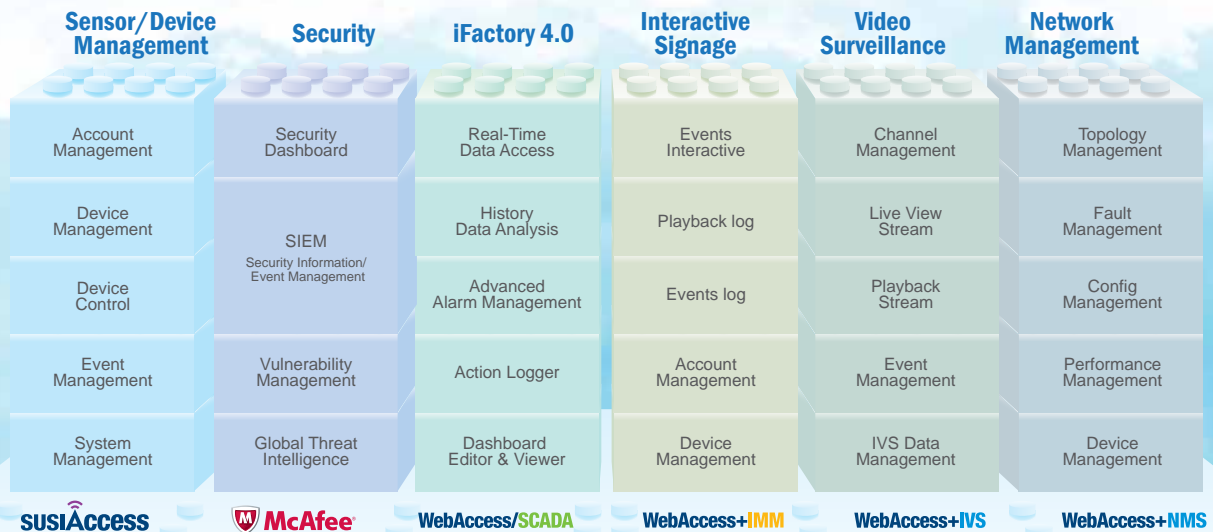 Sensor/Device
Management
Security
iFactory 4.0
Interactive
Signage
Video
Surveillance
Network
Management
Account
Management
Device
Management
Device
Control
Event
Management
System
Management
Security
Dashboard
SIEM
Security Information/
Event Management
Vulnerability
Management
Global Threat
Intelligence
Real-Time
Data Access
History
Data Analysis
Advanced
Alarm Management
Action Logger
Dashboard
Editor & Viewer
Events
Interactive
Playback log
Events log
Account
Management
Device
Management
Channel
Management
Live View
Stream
Playback
Stream
Event
Management
IVS Data
Management
Topology
Management
Fault
Management
Config
Management
Performance
Management
Device
Management
SUSIAccess
McAfee®
WebAccess/SCADA
WebAccess+IMM
WebAccess+IVS
WebAccess+NMS